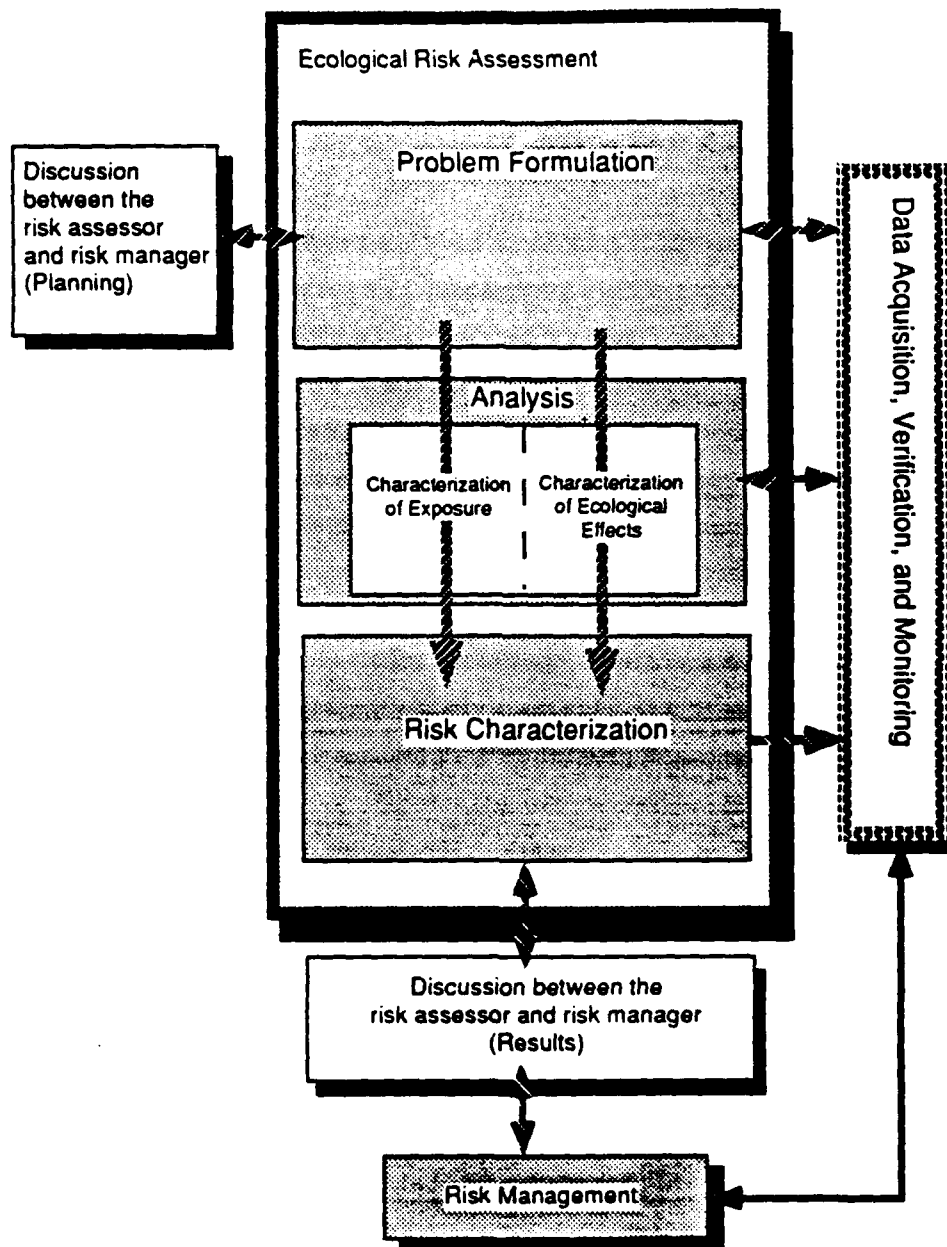 Ecological Risk Assessment
Problem Formulation
Discussion
between the
risk assessor
and risk manager
(Planning)
Analysis
Characterization
of Exposure
Characterization
of Ecological
Effects
Risk Characterization
Data Acquisition, Verification, and Monitoring
Discussion between the
risk assessor and risk manager
(Results)
Risk Management